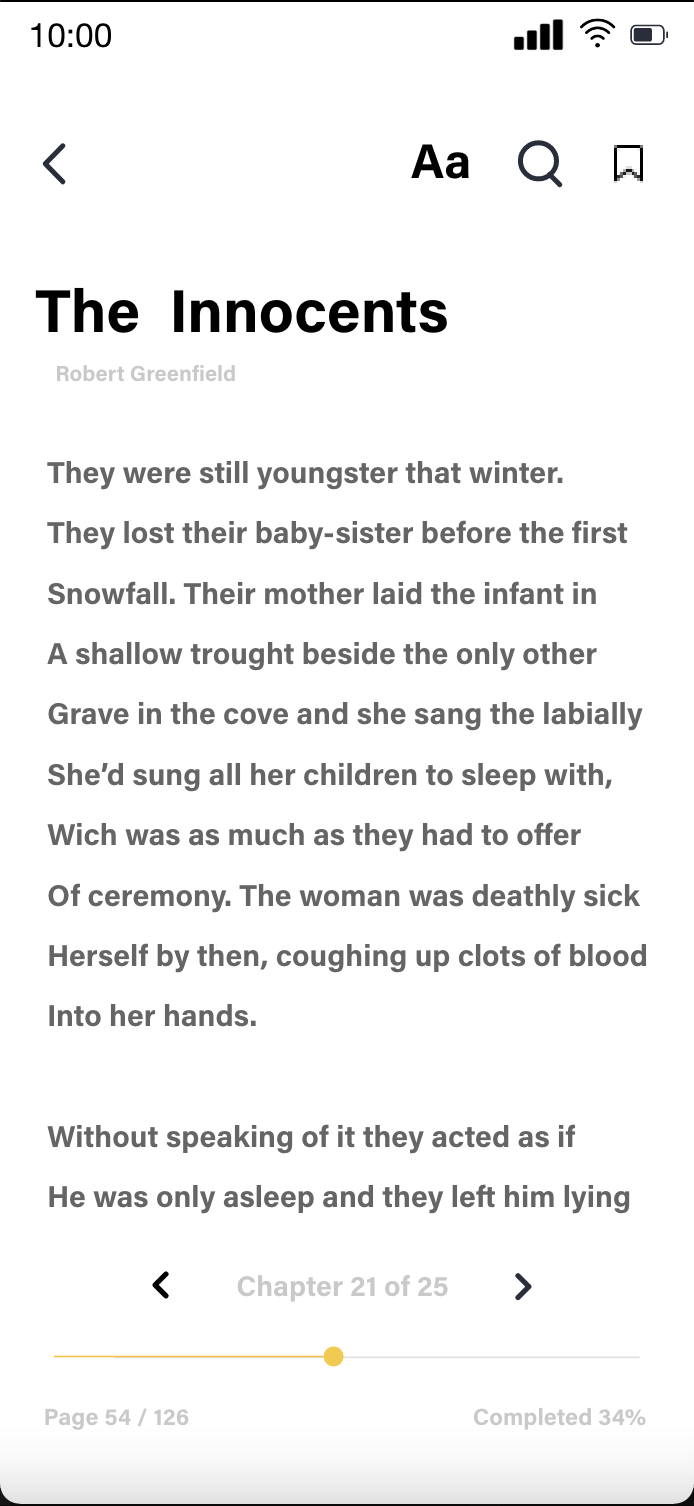 10:00
Aa
The Innocents
Robert Greenfield
They were still youngster that winter.
They lost their baby-sister before the first
Snowfall. Their mother laid the infant in
A shallow trought beside the only other
Grave in the cove and she sang the labially
She’d sung all her children to sleep with,
Wich was as much as they had to offer
Of ceremony. The woman was deathly sick
Herself by then, coughing up clots of blood
Into her hands.
Without speaking of it they acted as if
He was only asleep and they left him lying
Chapter 21 of 25
Page 54 / 126
Completed 34%